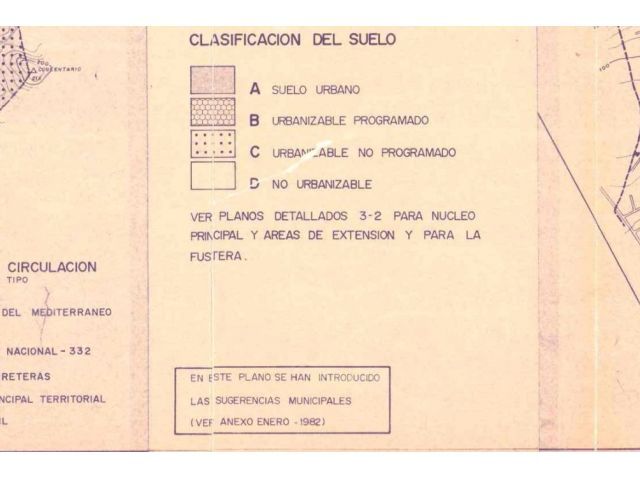 CLASIFICACION DEL SUELO
A SUELO URBANO
B URBANIZABLE PROGRAMADO
C URBANIZABLE NO PROGRAMADO
D NO URBANIZABLE
VER PLANOS DETALLADOS 3-2 PARA NUCLEO
PRINCIPAL Y AREAS DE EXTENSION Y PARA LA
FUSTERA.
EN ESTE PLANO SE HAN INTRODUCIDO
LAS SUGERENCIAS MUNICIPALES
(VER ANEXO ENERO -1982)
CIRCULACION
TIPO
DEL MEDITERRANEO
NACIONAL - 332
RETERAS
NCIPAL TERRITORIAL
IL
700
100